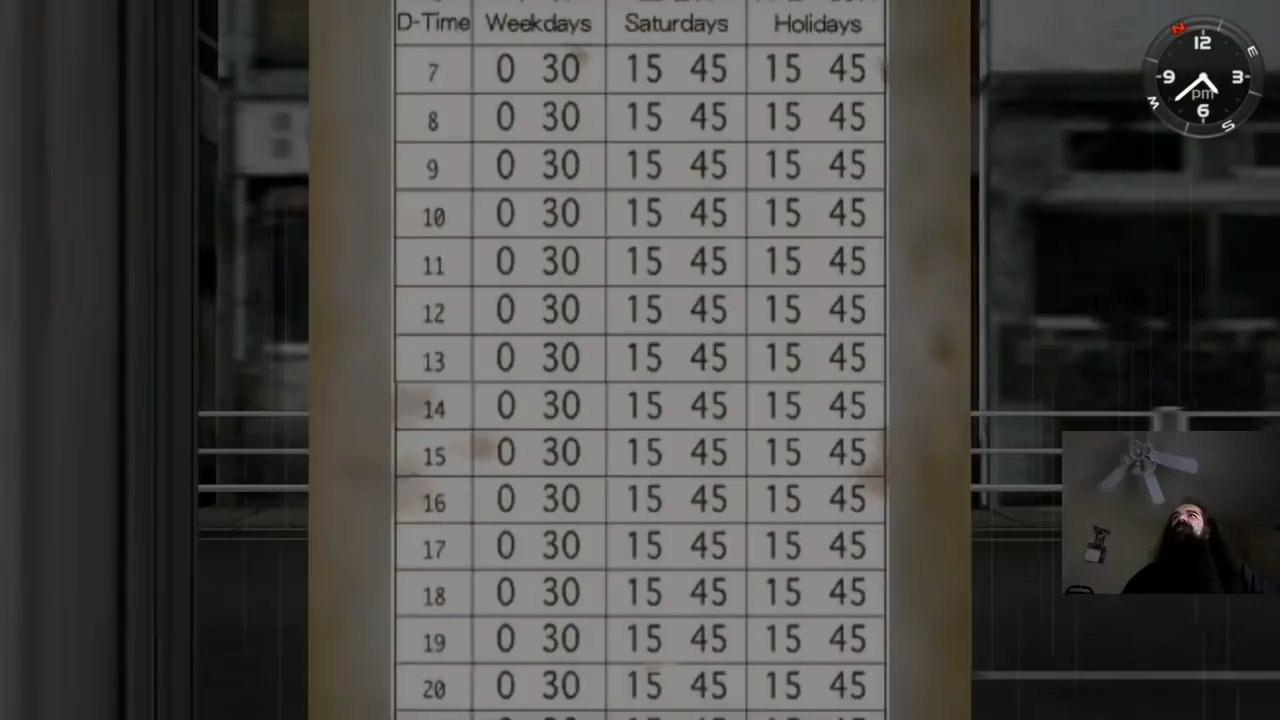 D-Time Weekdays Saturdays Holidays
7 0 30 15 45 15 45
8 0 30 15 45 15 45
9 0 30 15 45 15 45
10 0 30 15 45 15 45
11 0 30 15 45 15 45
12 0 30 15 45 15 45
13 0 30 15 45 15 45
14 0 30 15 45 15 45
15 0 30 15 45 15 45
16 0 30 15 45 15 45
17 0 30 15 45 15 45
18 0 30 15 45 15 45
19 0 30 15 45 15 45
20 0 30 15 45 15 45
N
12
E
9
3
pm
W
6
S